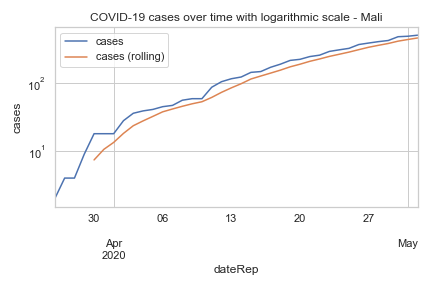 COVID-19 cases over time with logarithmic scale - Mali
cases
cases (rolling)
cases
10²
10¹
30 06 13 20 27
Apr May
2020
dateRep